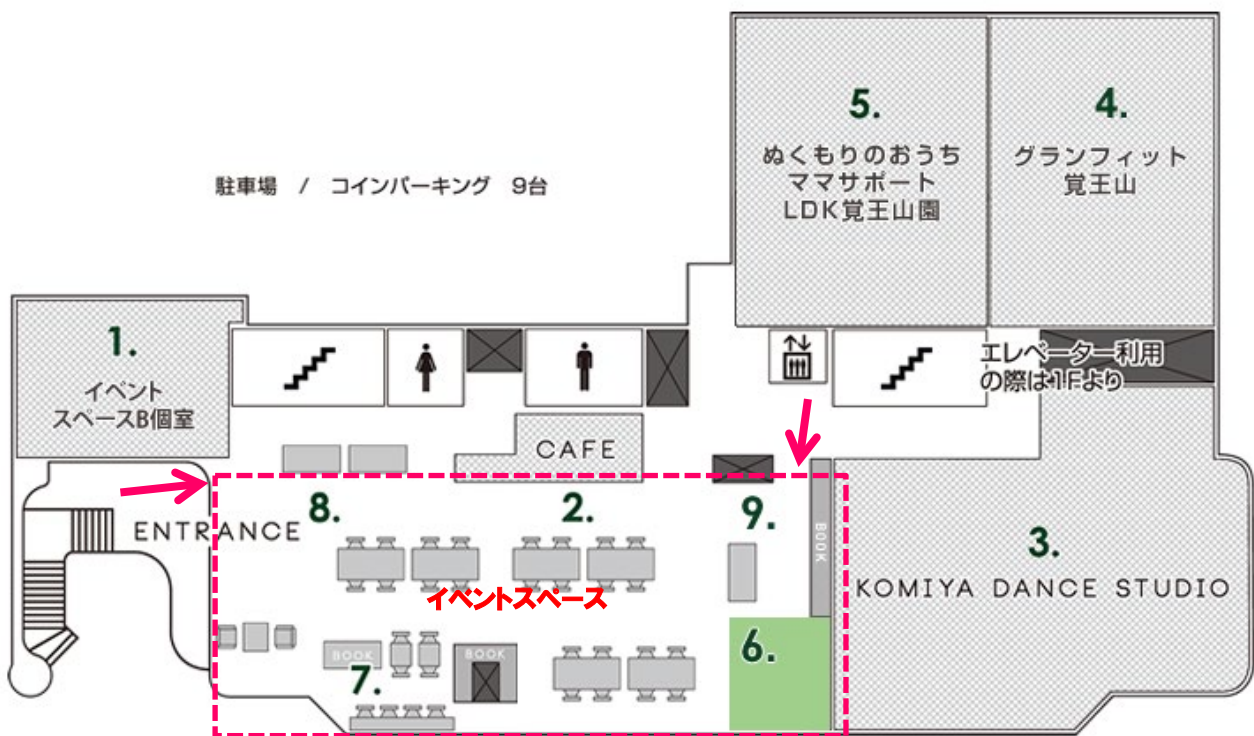 5.
ぬくもりのおうち
ママサポート
LDK覚王山園
4.
グランフィット
覚王山
駐車場 / コインパーキング 9台
1.
イベント
スペースB個室
エレベーター利用
の際は1Fより
CAFE
ENTRANCE
8.
2.
9.
BOOK
イベントスペース
3.
KOMIYA DANCE STUDIO
BOOK
7.
BOOK
6.